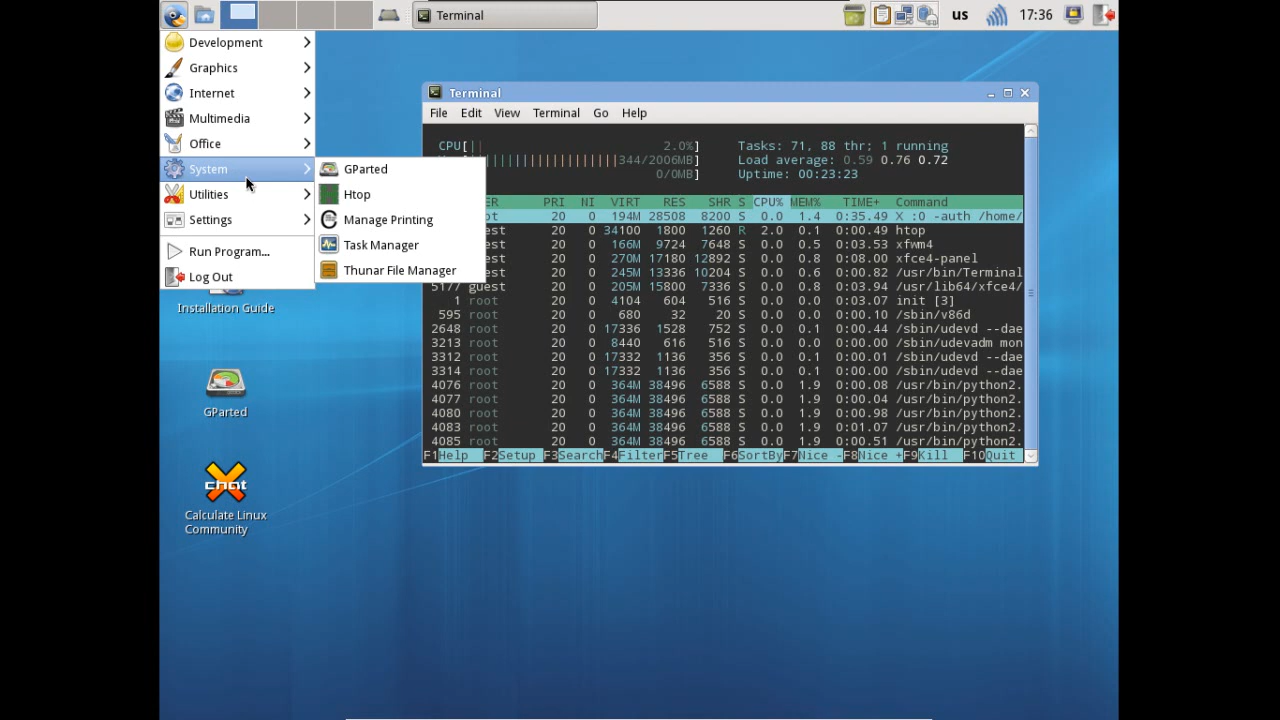 Terminal
us
17:36
Development
Graphics
Internet
Multimedia
Office
System
Utilities
Settings
Run Program...
Log Out
GParted
Htop
Manage Printing
Task Manager
Thunar File Manager
Installation Guide
GParted
chat
Calculate Linux
Community
Terminal
File Edit View Terminal Go Help
CPU[|| 2.0%] Tasks: 71, 88 thr; 1 running
344/2006MB] Load average: 0.59 0.76 0.72
0/0MB] Uptime: 00:23:23
ER PRI NI VIRT RES SHR S CPU% MEM% TIME+ Command
ot 20 0 194M 28508 8200 S 0.0 1.4 0:35.49 X :0 -auth /home/
est 20 0 34100 1800 1260 R 2.0 0.1 0:00.49 htop
est 20 0 166M 9724 7648 S 0.0 0.5 0:03.53 xfwm4
est 20 0 270M 17180 12892 S 0.0 0.8 0:08.00 xfce4-panel
est 20 0 245M 13336 10204 S 0.0 0.6 0:00.82 /usr/bin/Terminal
5177 guest 20 0 205M 15800 7336 S 0.0 0.8 0:03.94 /usr/lib64/xfce4/
1 root 20 0 4104 604 516 S 0.0 0.0 0:03.07 init [3]
595 root 20 0 680 32 20 S 0.0 0.0 0:00.10 /sbin/v86d
2648 root 20 0 17336 1528 752 S 0.0 0.1 0:00.44 /sbin/udevd --dae
3213 root 20 0 8440 616 516 S 0.0 0.0 0:00.00 /sbin/udevadm mon
3312 root 20 0 17332 1136 356 S 0.0 0.1 0:00.01 /sbin/udevd --dae
3314 root 20 0 17332 1136 356 S 0.0 0.1 0:00.00 /sbin/udevd --dae
4076 root 20 0 364M 38496 6588 S 0.0 1.9 0:00.08 /usr/bin/python2.
4077 root 20 0 364M 38496 6588 S 0.0 1.9 0:00.04 /usr/bin/python2.
4080 root 20 0 364M 38496 6588 S 0.0 1.9 0:00.98 /usr/bin/python2.
4083 root 20 0 364M 38496 6588 S 0.0 1.9 0:01.07 /usr/bin/python2.
4085 root 20 0 364M 38496 6588 S 0.0 1.9 0:00.51 /usr/bin/python2.
F1Help F2Setup F3SearchF4FilterF5Tree F6SortByF7Nice -F8Nice +F9Kill F10Quit